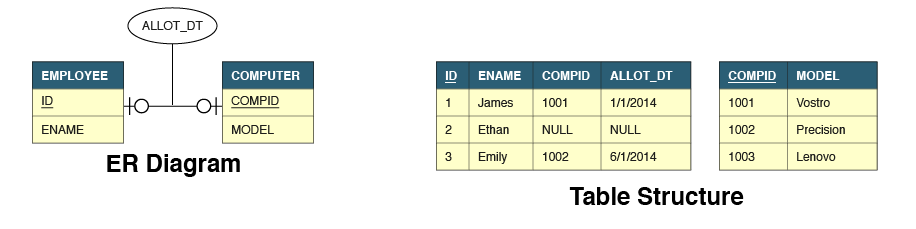 ALLOT_DT
EMPLOYEE
ID
ENAME
COMPUTER
COMPID
MODEL
ER Diagram
ID ENAME COMPID ALLOT_DT
1 James 1001 1/1/2014
2 Ethan NULL NULL
3 Emily 1002 6/1/2014
COMPID MODEL
1001 Vostro
1002 Precision
1003 Lenovo
Table Structure